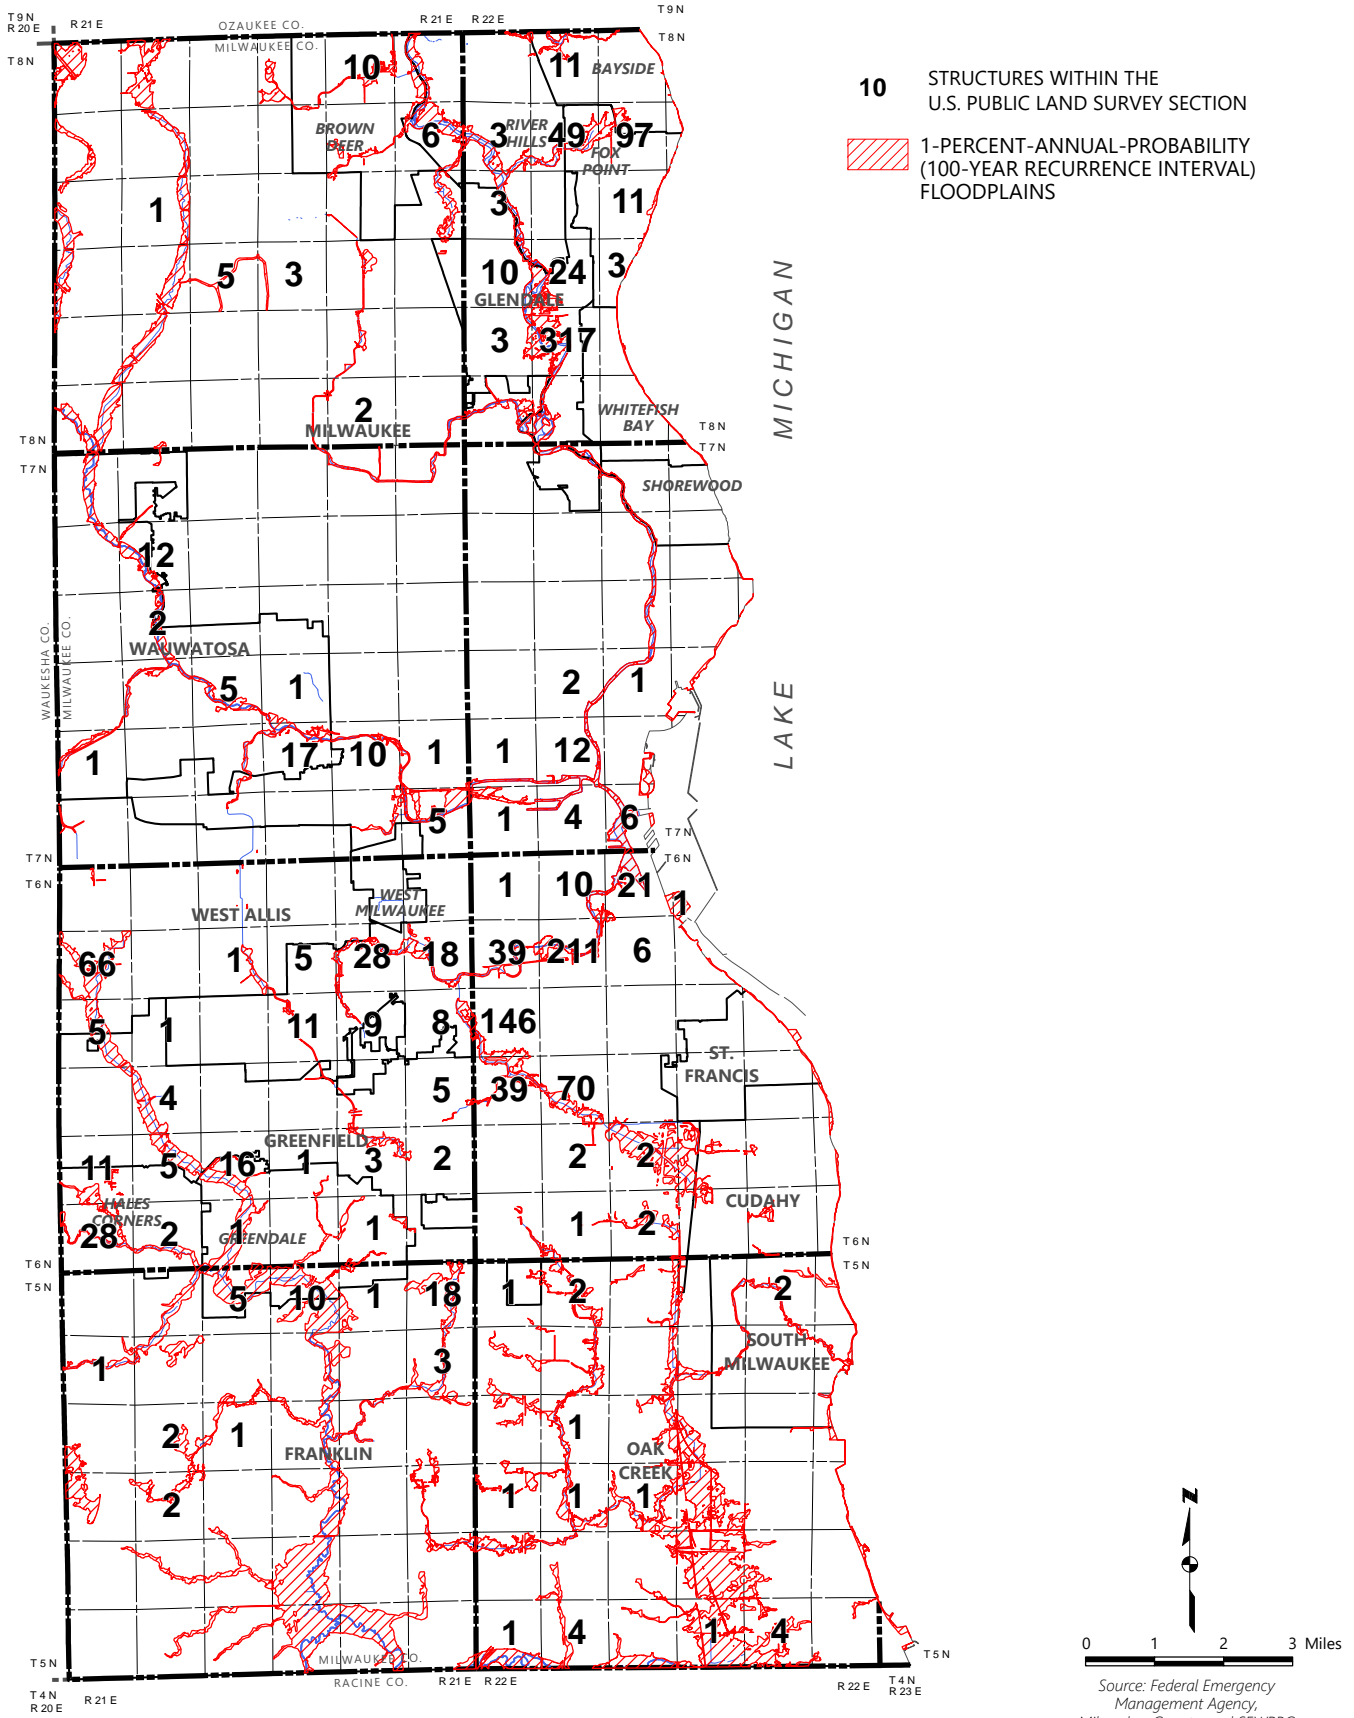 T9N
R20E
R 21 E
OZAUKEE CO.
MILWAUKEE CO.
R 21 E
R 22 E
T9N
T8N
T8N
10
11
BAYSIDE
BROWN
DEER
6
3
RIVER
HILLS
49
97
FOX
POINT
1
3
11
5
3
10
24
3
GLENDALE
3
317
2
MILWAUKEE
WHITEFISH
BAY
T8N
T7N
T8N
T7N
SHOREWOOD
12
2
WAUWATOSA
WAUKESHA CO.
MILWAUKEE CO.
5
1
2
1
1
17
10
1
1
12
5
1
4
6
T7N
T6N
T7N
T6N
1
10
21
1
WEST
MILWAUKEE
WEST ALLIS
66
1
5
28
18
39
211
6
5
1
11
9
8
146
ST.
FRANCIS
4
5
39
70
GREENFIELD
11
5
16
1
3
2
2
2
HALES
CORNERS
CUDAHY
28
2
1
GREENDALE
1
1
2
T6N
T5N
T6N
T5N
5
10
1
18
1
2
2
SOUTH
MILWAUKEE
1
3
2
1
FRANKLIN
1
OAK
CREEK
2
1
1
1
1
4
1
4
MILWAUKEE CO.
RACINE CO.
T5N
T4N
R20E
R 21 E
R 21 E
R 22 E
R 22 E
T5N
T4N
R23E
LAKE MICHIGAN
10 STRUCTURES WITHIN THE
U.S. PUBLIC LAND SURVEY SECTION
1-PERCENT-ANNUAL-PROBABILITY
(100-YEAR RECURRENCE INTERVAL)
FLOODPLAINS
N
0 1 2 3 Miles
Source: Federal Emergency
Management Agency,